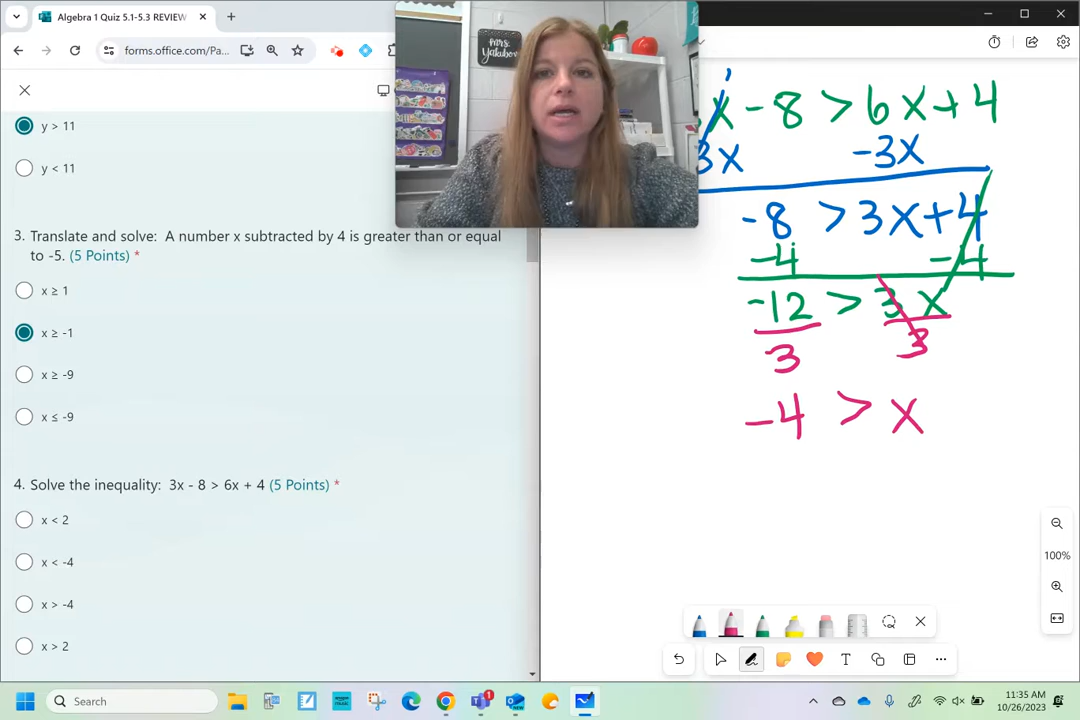 Algebra 1 Quiz 5.1-5.3 REVIEW
forms.office.com/Pa...
y > 11
y < 11
3. Translate and solve: A number x subtracted by 4 is greater than or equal
to -5. (5 Points) *
x ≥ 1
x ≥ -1
x ≥ -9
x ≤ -9
4. Solve the inequality: 3x - 8 > 6x + 4 (5 Points) *
x < 2
x < -4
x > -4
x > 2
Mrs.
Yakubov
x - 8 > 6x + 4
3x -3x
-8 > 3x + 4
-4 -4
-12 > 3x
3 3
-4 > x
100%
T
1
Search
11:35 AM
10/26/2023